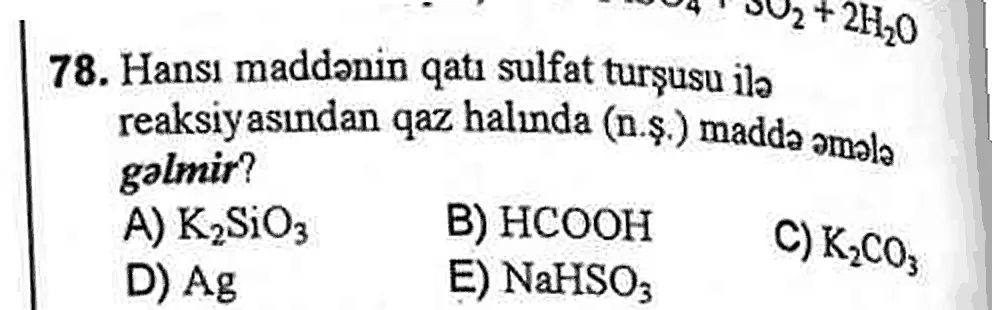 SO₂ + 2H₂O
78. Hansı maddənin qatı sulfat turşusu ilə
reaksiyasından qaz halında (n.ş.) maddə əmələ
gəlmir?
A) K₂SiO₃ B) HCOOH C) K₂CO₃
D) Ag E) NaHSO₃